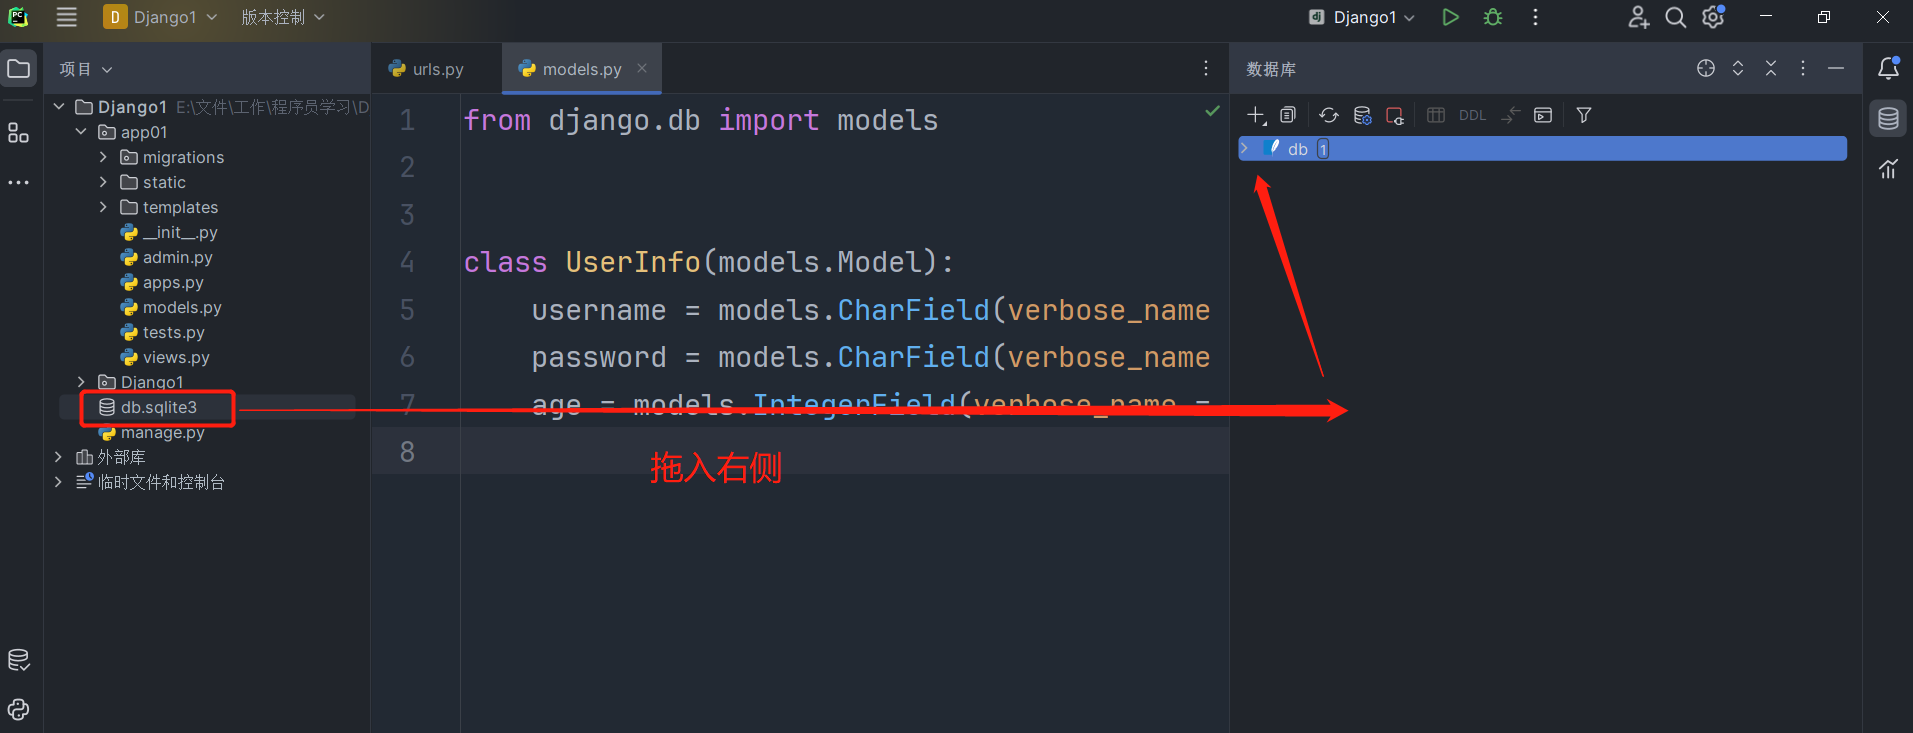 PC
D Django1 版本控制
dj Django1
项目
Django1 E:\文件\工作\程序员学习\D
app01
migrations
static
templates
__init__.py
admin.py
apps.py
models.py
tests.py
views.py
Django1
db.sqlite3
manage.py
外部库
临时文件和控制台
urls.py models.py
1 from django.db import models
2
3
4 class UserInfo(models.Model):
5 username = models.CharField(verbose_name
6 password = models.CharField(verbose_name
7 age = models.IntegerField(verbose_name =
8
拖入右侧
数据库
DDL
db 1